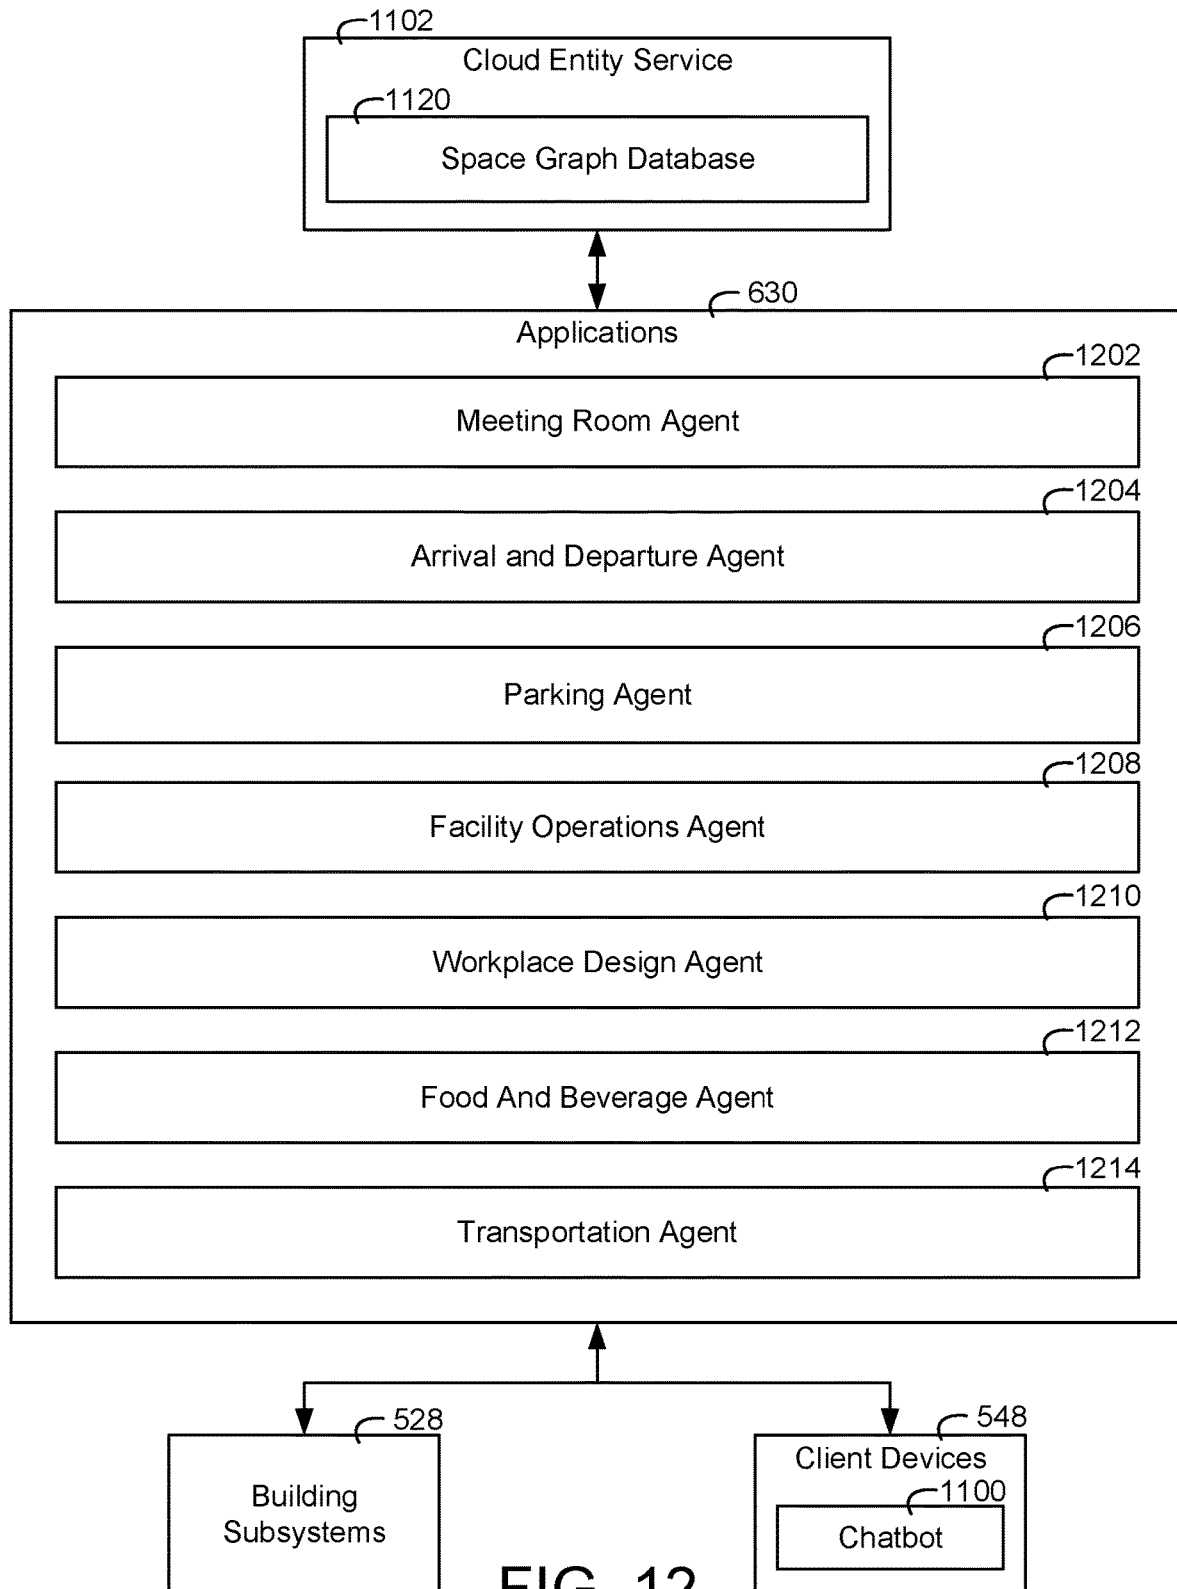 1102
Cloud Entity Service
1120
Space Graph Database
630
Applications
1202
Meeting Room Agent
1204
Arrival and Departure Agent
1206
Parking Agent
1208
Facility Operations Agent
1210
Workplace Design Agent
1212
Food And Beverage Agent
1214
Transportation Agent
528
Building
Subsystems
548
Client Devices
1100
Chatbot
FIG. 12